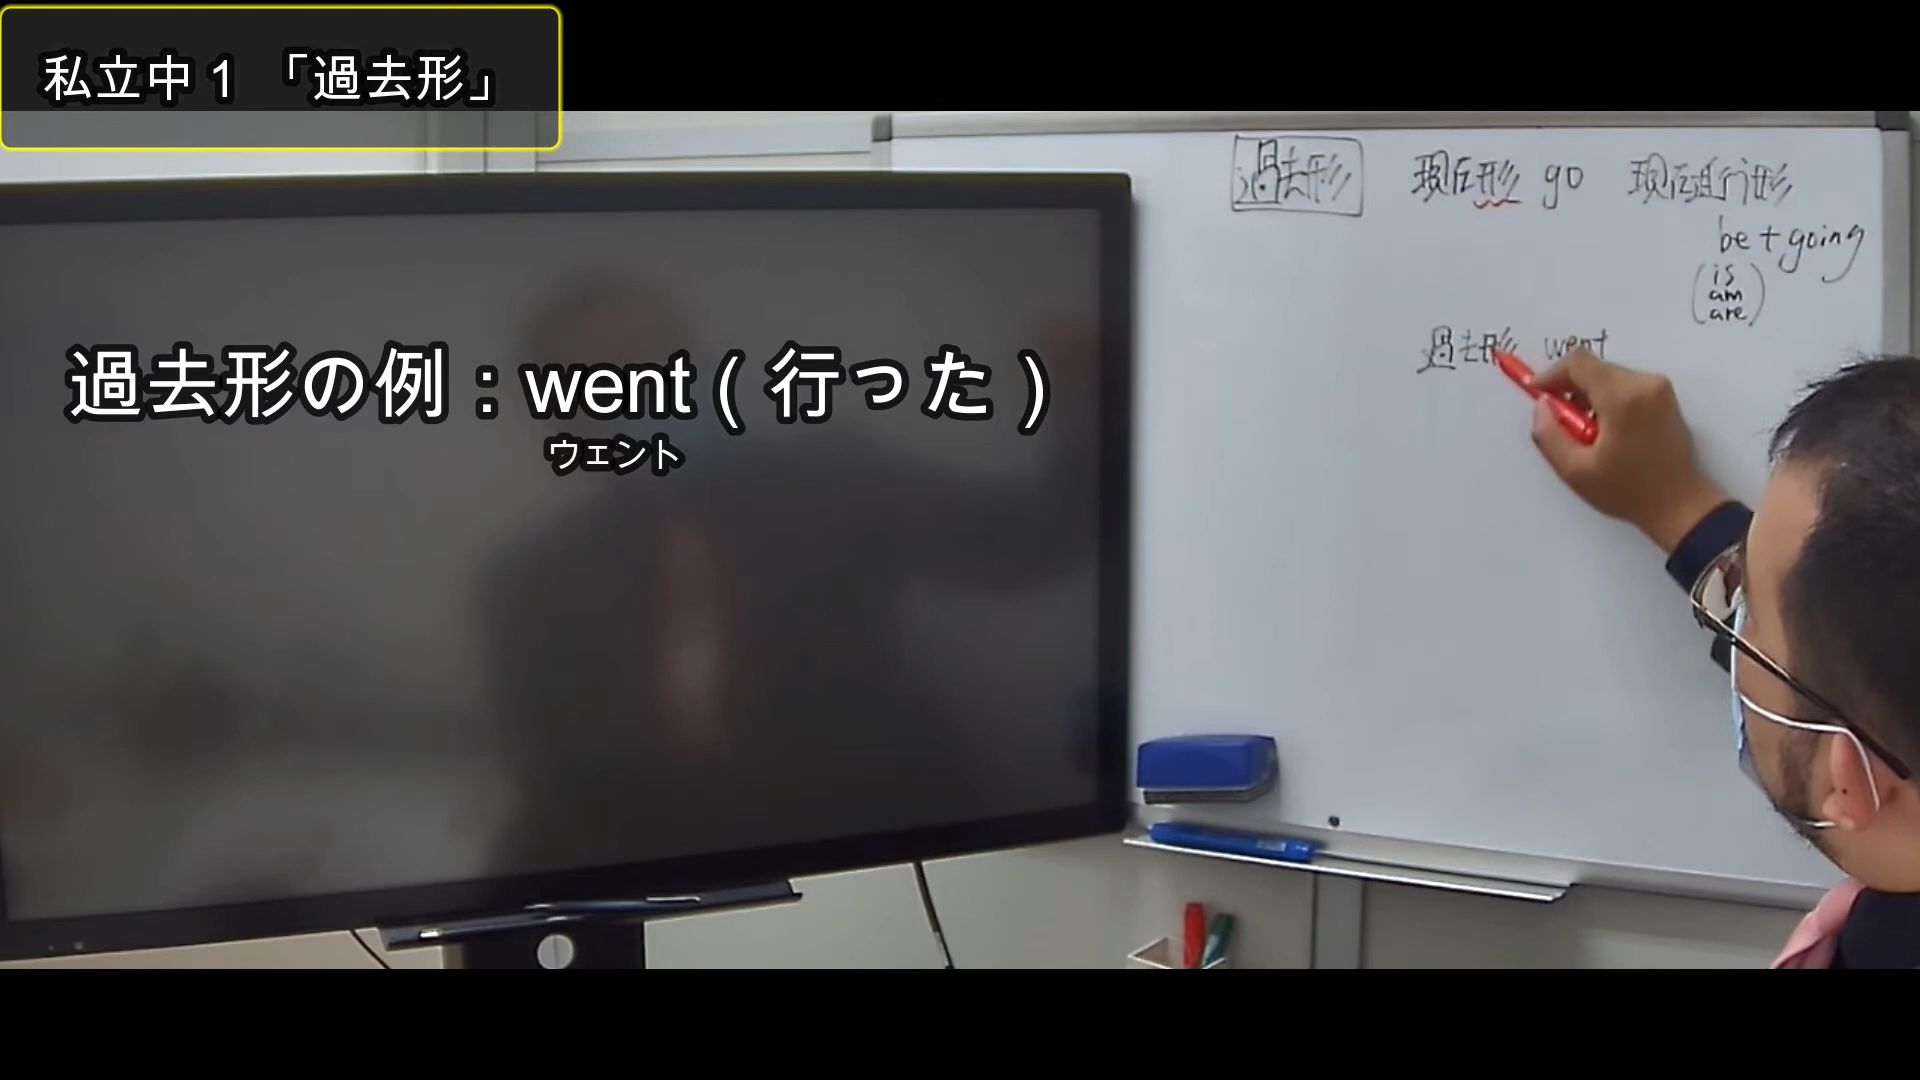 私立中1 「過去形」
過去形 現在形 go 現在進行形
be + going
(is
am
are)
過去形の例：went(行った)
ウェント
過去形 went